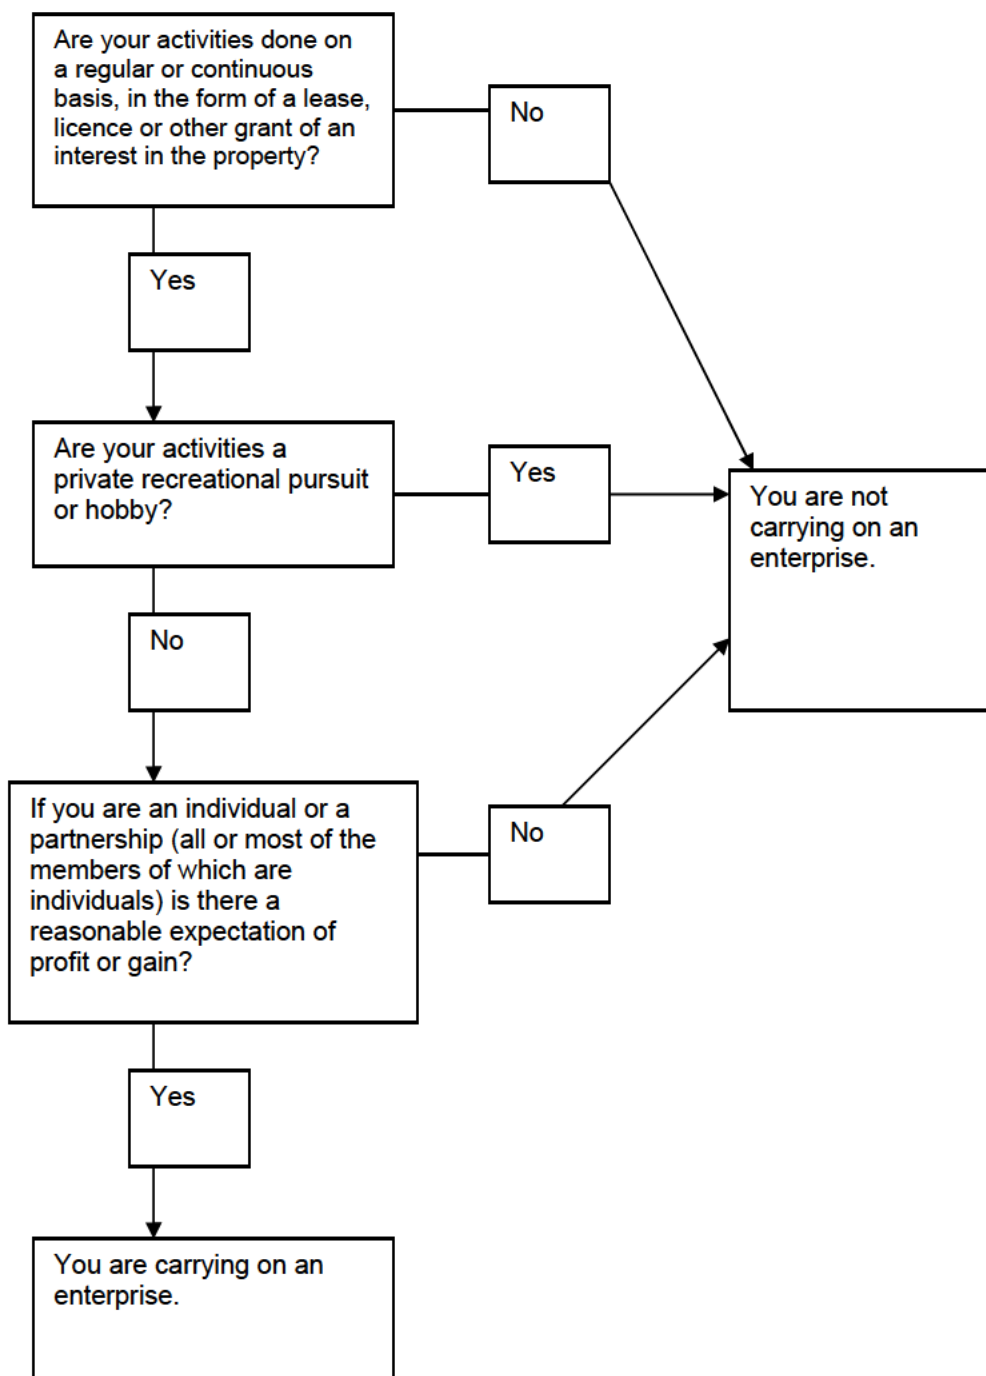 Are your activities done on
a regular or continuous
basis, in the form of a lease,
licence or other grant of an
interest in the property?
No
Yes
Are your activities a
private recreational pursuit
or hobby?
Yes
You are not
carrying on an
enterprise.
No
If you are an individual or a
partnership (all or most of the
members of which are
individuals) is there a
reasonable expectation of
profit or gain?
No
Yes
You are carrying on an
enterprise.